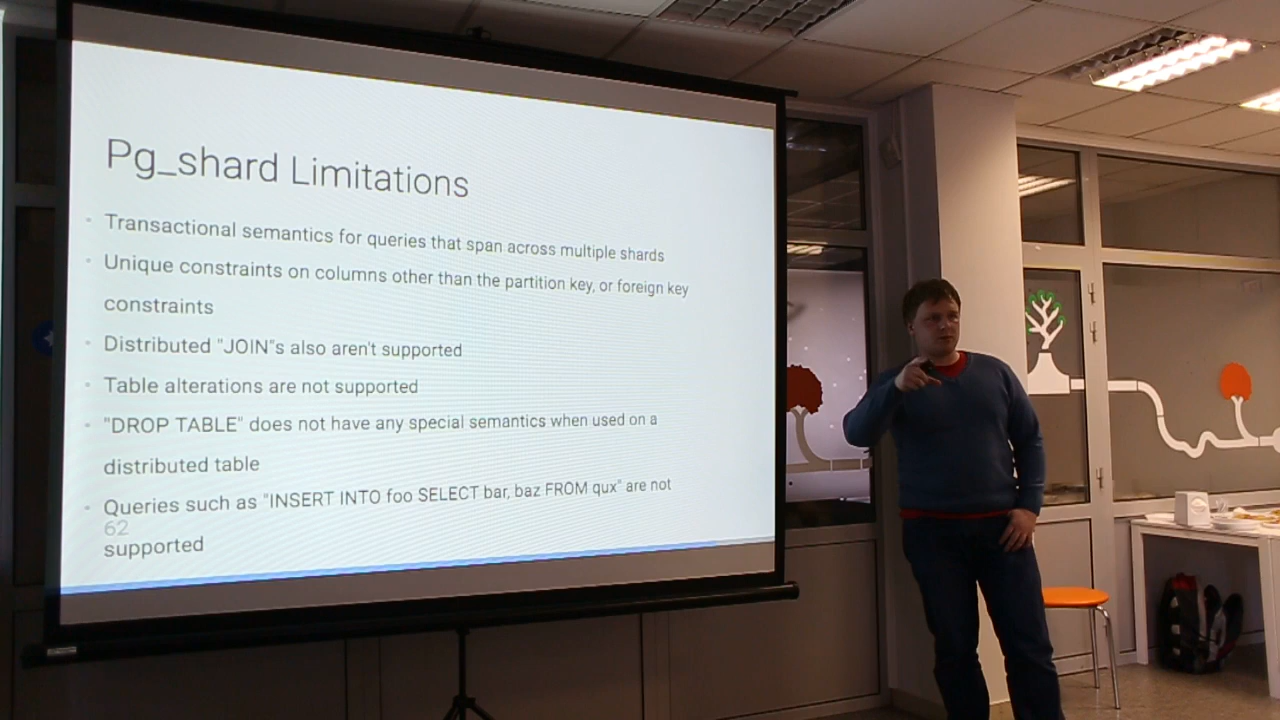 Pg_shard Limitations
Transactional semantics for queries that span across multiple shards
Unique constraints on columns other than the partition key, or foreign key
constraints
Distributed "JOIN"s also aren't supported
Table alterations are not supported
"DROP TABLE" does not have any special semantics when used on a
distributed table
Queries such as "INSERT INTO foo SELECT bar, baz FROM qux" are not
62
supported